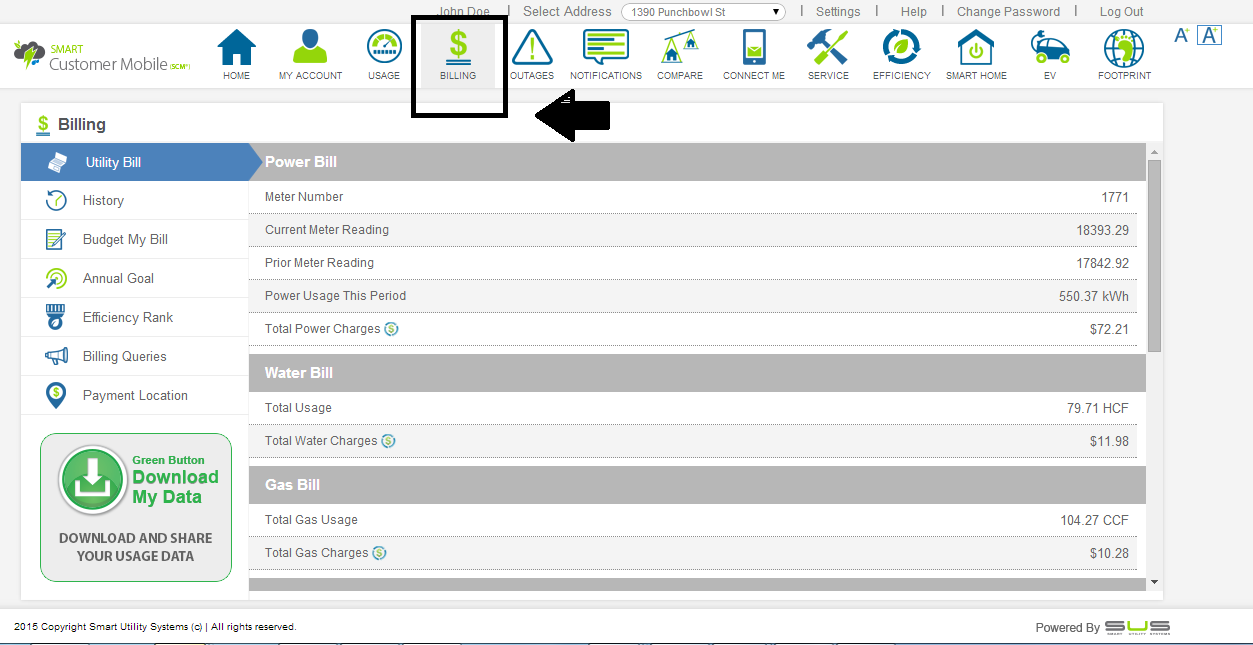 John Doe | Select Address 1390 Punchbowl St | Settings | Help | Change Password | Log Out
SMART
Customer Mobile (SCM®)
HOME MY ACCOUNT USAGE BILLING OUTAGES NOTIFICATIONS COMPARE CONNECT ME SERVICE EFFICIENCY SMART HOME EV FOOTPRINT
A+ A+
$ Billing
Utility Bill
History
Budget My Bill
Annual Goal
Efficiency Rank
Billing Queries
Payment Location
Green Button
Download
My Data
DOWNLOAD AND SHARE
YOUR USAGE DATA
Power Bill
Meter Number 1771
Current Meter Reading 18393.29
Prior Meter Reading 17842.92
Power Usage This Period 550.37 kWh
Total Power Charges $ $72.21
Water Bill
Total Usage 79.71 HCF
Total Water Charges $ $11.98
Gas Bill
Total Gas Usage 104.27 CCF
Total Gas Charges $ $10.28
2015 Copyright Smart Utility Systems (c) | All rights reserved.
Powered By SUS
SMART UTILITY SYSTEMS